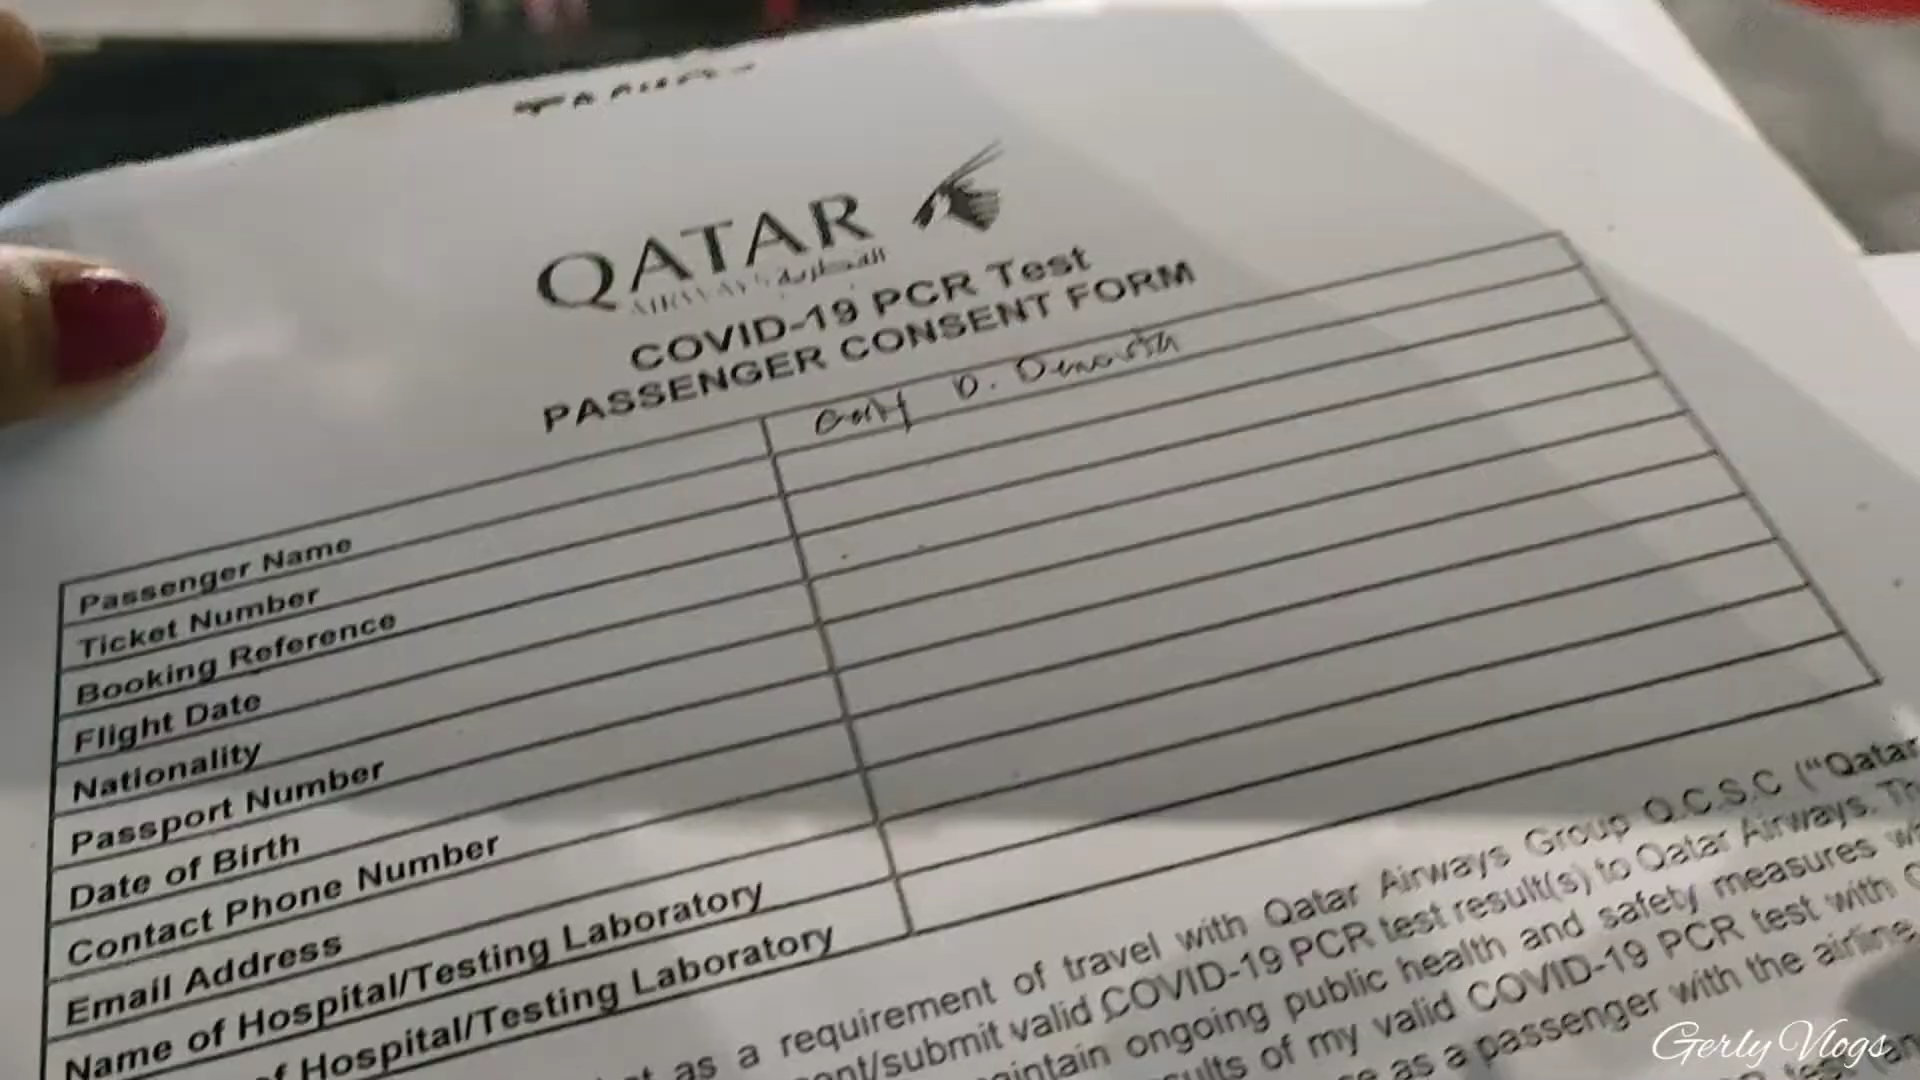 QATAR
AIRWAYS القطرية
COVID-19 PCR Test
PASSENGER CONSENT FORM
Passenger Name
D.
Ticket Number
Booking Reference
Flight Date
Nationality
Passport Number
Date of Birth
Contact Phone Number
Email Address
Name of Hospital/Testing Laboratory
of Hospital/Testing Laboratory
as a requirement of travel with Qatar Airways Group Q.C.S.C ("Qatar
submit valid COVID-19 PCR test result(s) to Qatar Airways.
ongoing public health and safety measures
of my valid COVID-19 PCR test with
as a passenger with the airline
Gerly Vlogs